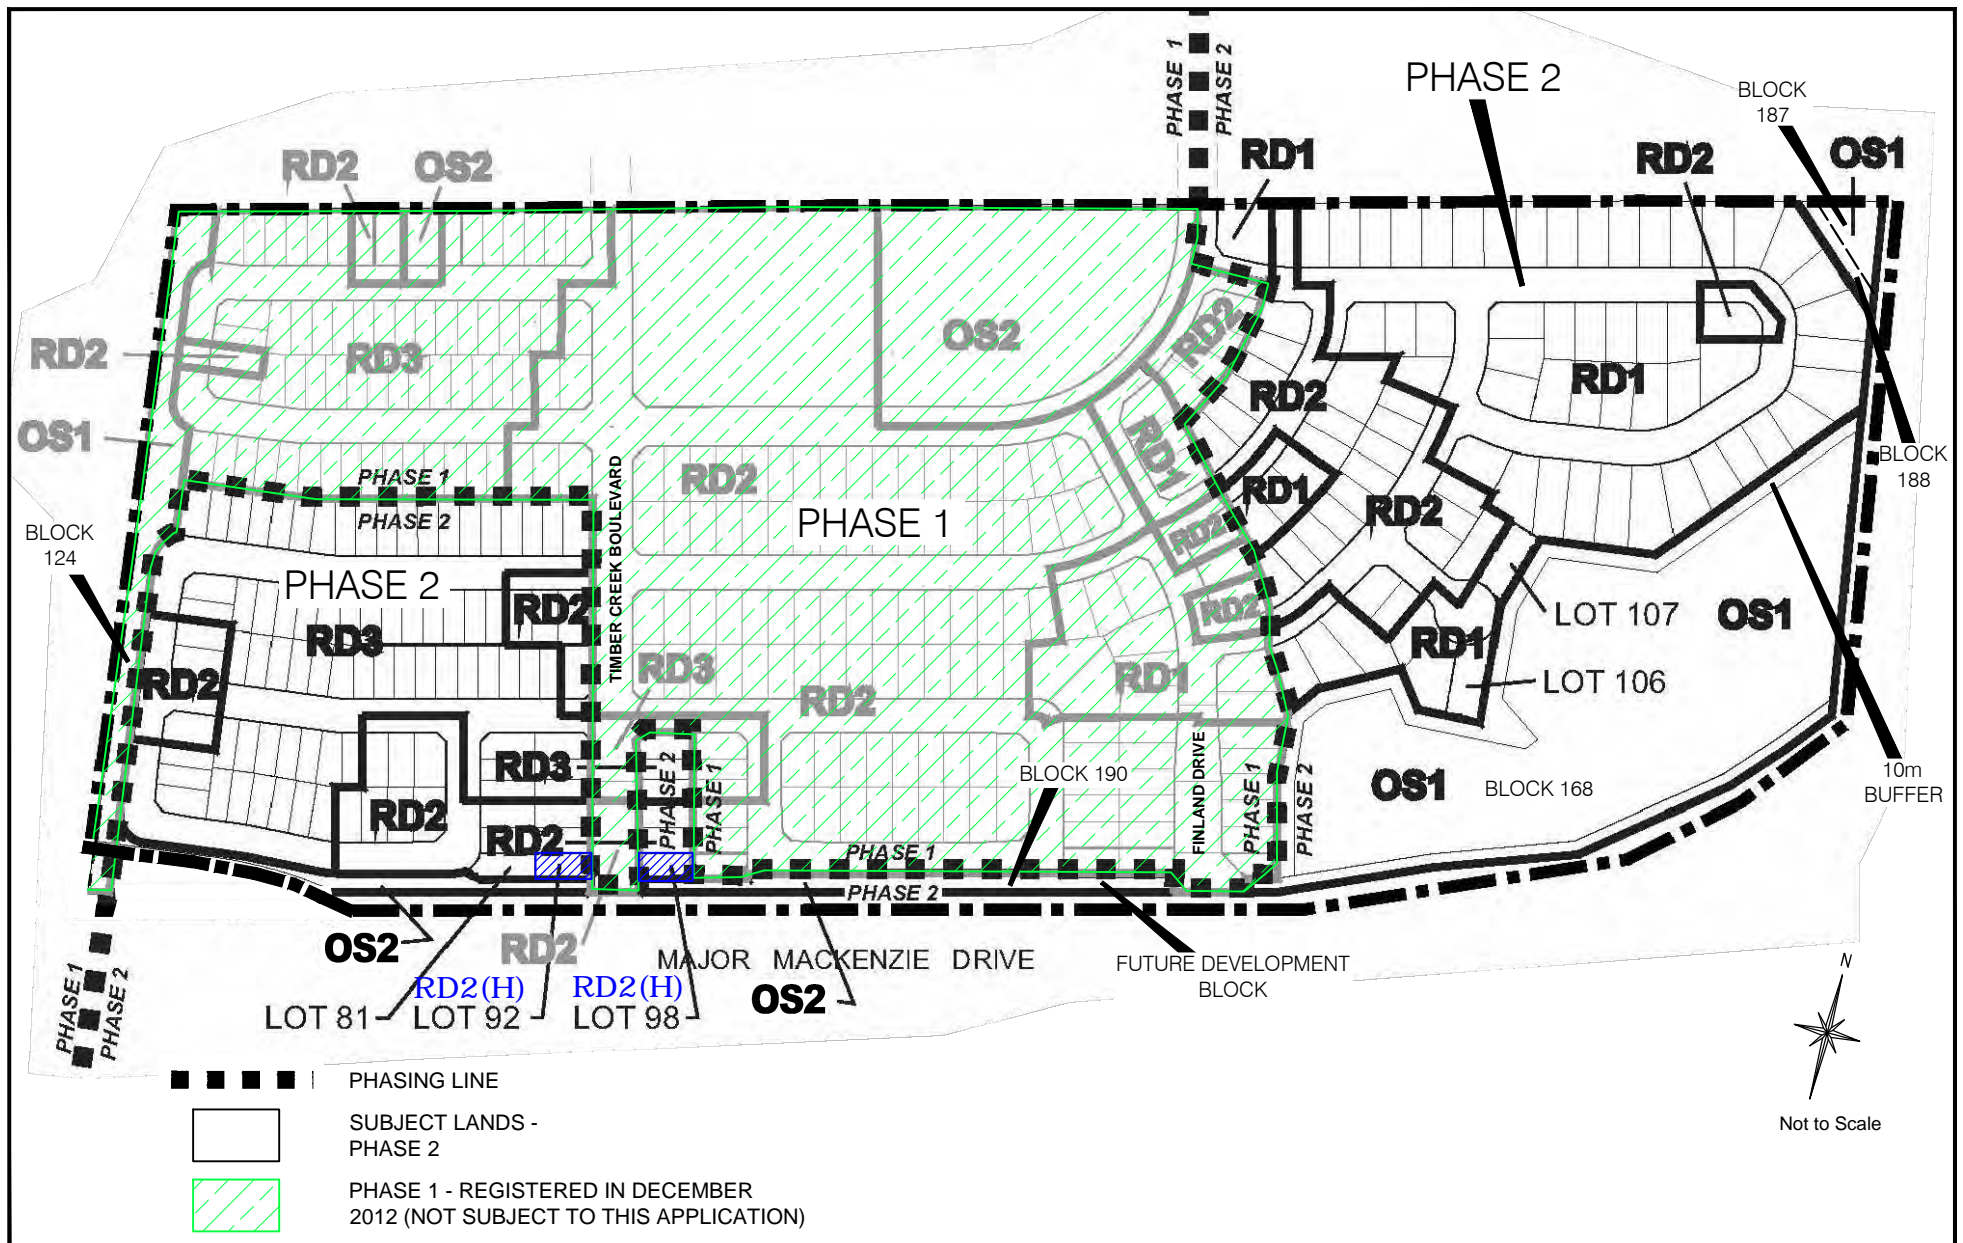 PHASE 1
PHASE 2
PHASE 2
BLOCK
187
RD1
RD2
OS1
RD2
OS2
RD2
RD3
OS2
RD2
RD1
RD2
OS1
RD2
RD1
BLOCK
188
PHASE 1
PHASE 2
RD2
PHASE 1
RD1
RD1
RD2
RD2
BLOCK
124
PHASE 2
RD2
TIMBER CREEK BOULEVARD
RD2
LOT 107
OS1
RD3
RD3
RD1
RD1
LOT 106
RD2
RD2
RD3
PHASE 2
PHASE 1
BLOCK 190
FINLAND DRIVE
PHASE 1
PHASE 2
OS1
BLOCK 168
10m
BUFFER
RD2
RD2
PHASE 1
PHASE 2
OS2
RD2
MAJOR MACKENZIE DRIVE
FUTURE DEVELOPMENT
BLOCK
RD2(H)
RD2(H)
OS2
LOT 81
LOT 92
LOT 98
PHASE 1
PHASE 2
N
Not to Scale
PHASING LINE
SUBJECT LANDS -
PHASE 2
PHASE 1 - REGISTERED IN DECEMBER
2012 (NOT SUBJECT TO THIS APPLICATION)